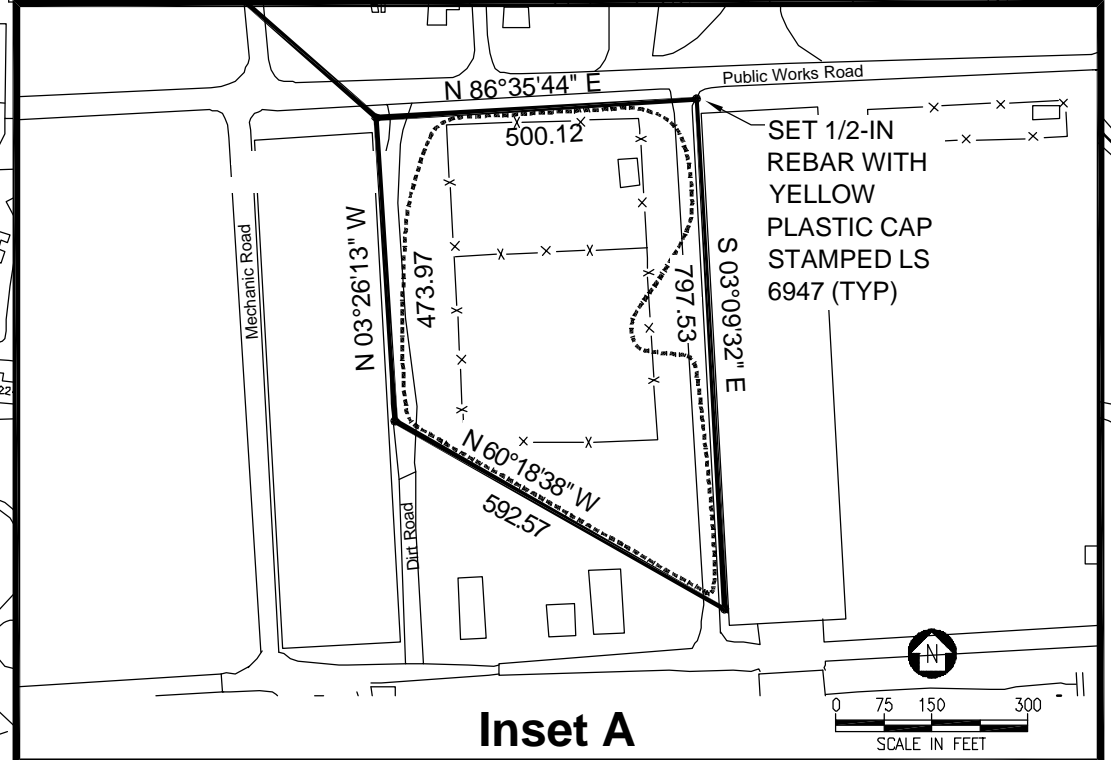 N 86°35'44" E
Public Works Road
500.12
SET 1/2-IN
REBAR WITH
YELLOW
PLASTIC CAP
STAMPED LS
6947 (TYP)
Mechanic Road
N 03°26'13" W
473.97
797.53
S 03°09'32" E
22
N 60°18'38" W
592.57
Dirt Road
N
0 75 150 300
SCALE IN FEET
Inset A